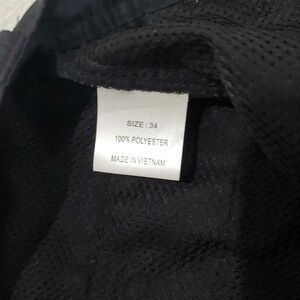 SIZE : 34
100% POLYESTER
MADE IN VIETNAM